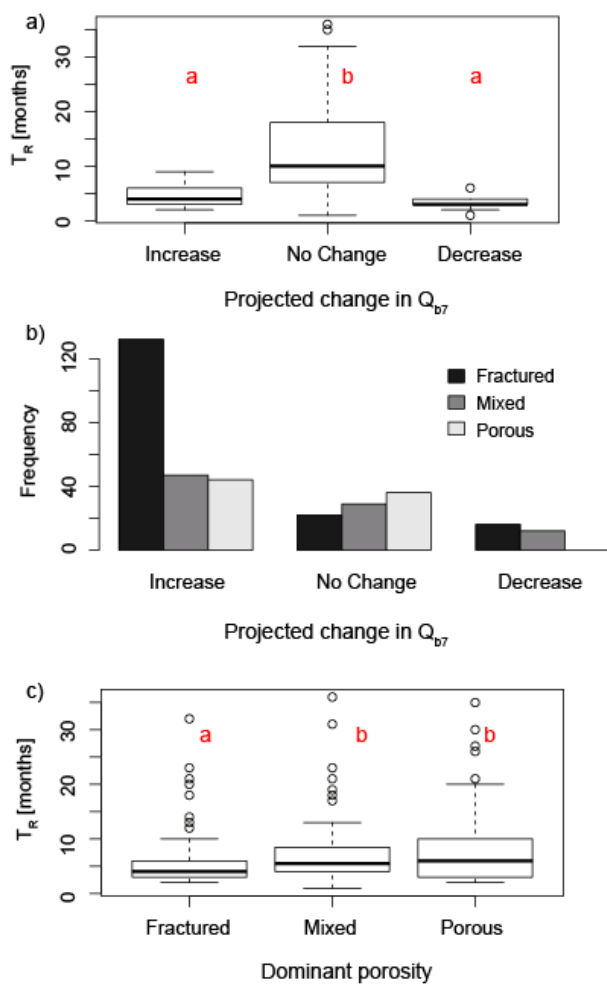 a)
T_R [months]
30
20
10
0
a
b
a
Increase No Change Decrease
Projected change in Q_b7
b)
Frequency
120
80
40
0
Fractured
Mixed
Porous
Increase No Change Decrease
Projected change in Q_b7
c)
T_R [months]
30
20
10
0
a
b
b
Fractured Mixed Porous
Dominant porosity